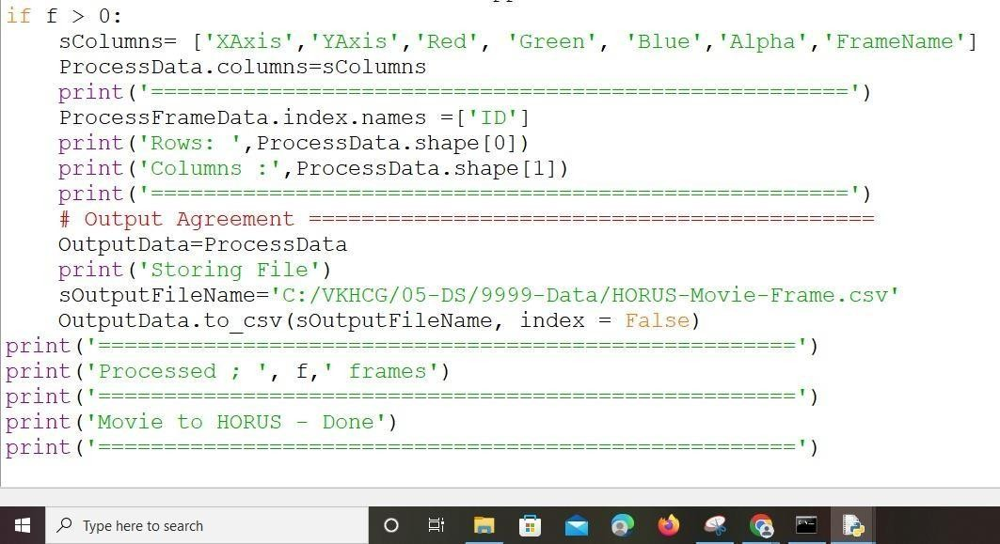 if f > 0:
    sColumns= ['XAxis','YAxis','Red', 'Green', 'Blue','Alpha','FrameName']
    ProcessData.columns=sColumns
    print('=====================================================')
    ProcessFrameData.index.names =['ID']
    print('Rows: ',ProcessData.shape[0])
    print('Columns :',ProcessData.shape[1])
    print('=====================================================')
    # Output Agreement ===========================================
    OutputData=ProcessData
    print('Storing File')
    sOutputFileName='C:/VKHCG/05-DS/9999-Data/HORUS-Movie-Frame.csv'
    OutputData.to_csv(sOutputFileName, index = False)
print('=====================================================')
print('Processed ; ', f,' frames')
print('=====================================================')
print('Movie to HORUS - Done')
print('=====================================================')
Type here to search